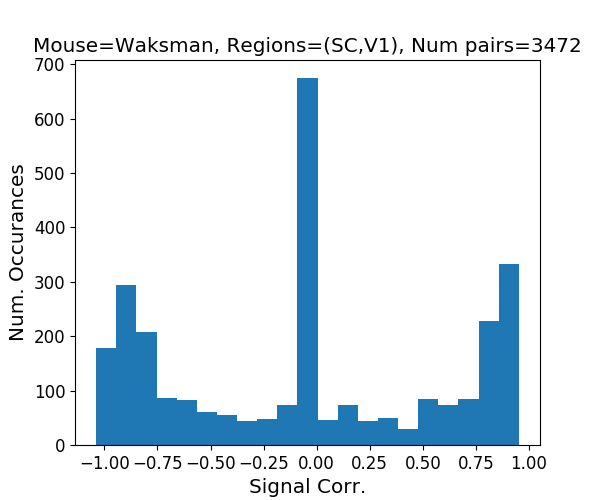 Mouse=Waksman, Regions=(SC,V1), Num pairs=3472
700
600
500
400
300
200
100
0
Num. Occurances
−1.00 −0.75 −0.50 −0.25 0.00 0.25 0.50 0.75 1.00
Signal Corr.